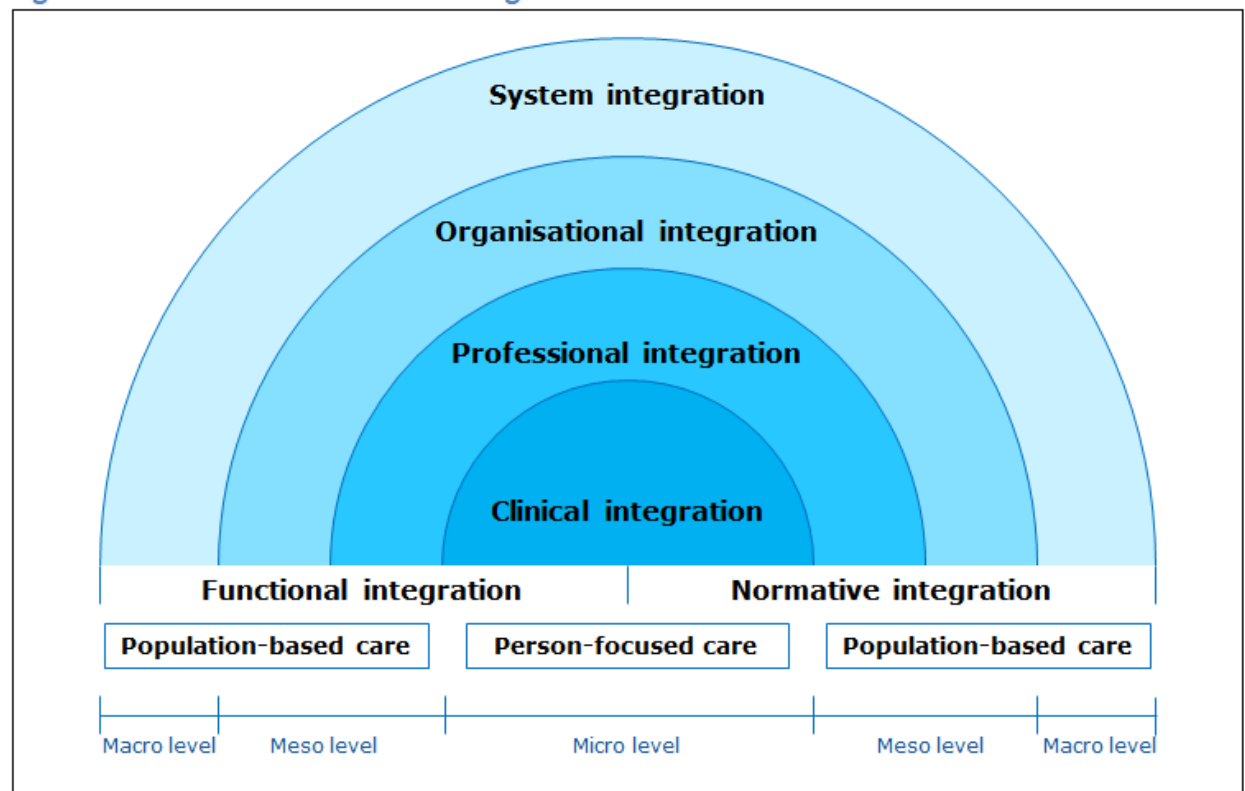 System integration
Organisational integration
Professional integration
Clinical integration
Functional integration Normative integration
Population-based care Person-focused care Population-based care
Macro level Meso level Micro level Meso level Macro level